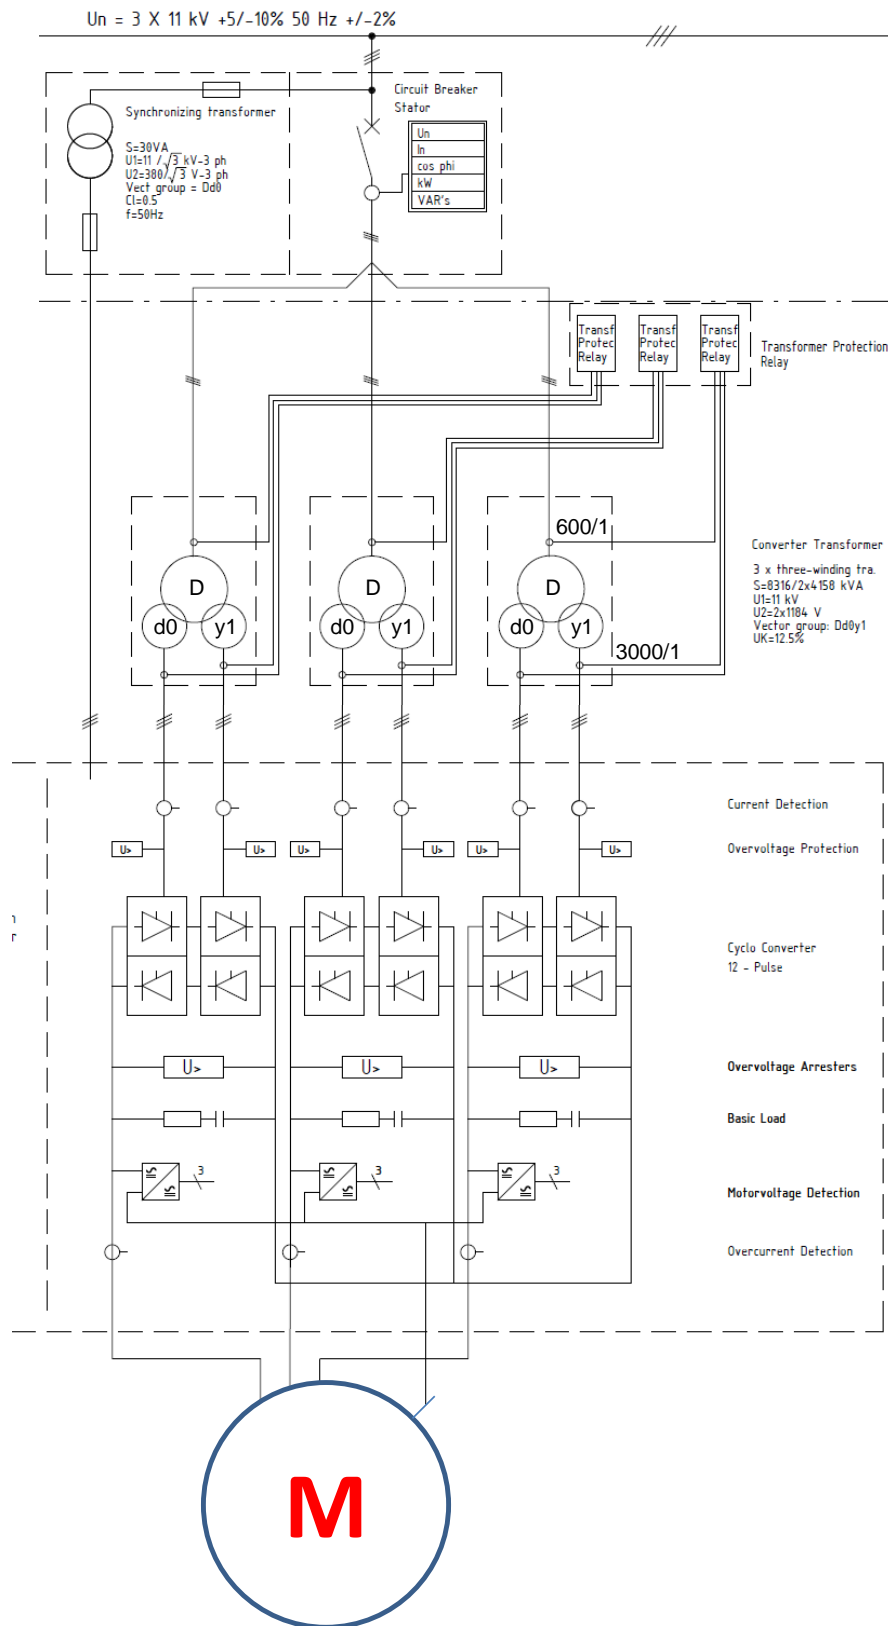 Un = 3 X 11 kV +5/-10% 50 Hz +/-2%
Circuit Breaker
Stator
Synchronizing transformer
S=30VA
U1=11 /√3 kV-3 ph
U2=380/√3 V-3 ph
Vect group = Dd0
Cl=0.5
f=50Hz
Un
In
cos phi
kW
VAR's
Transf
Protec
Relay
Transf
Protec
Relay
Transf
Protec
Relay
Transformer Protection
Relay
600/1
D
d0
y1
D
d0
y1
D
d0
y1
3000/1
Converter Transformer
3 x three-winding tra.
S=8316/2x4158 kVA
U1=11 kV
U2=2x1184 V
Vector group: Dd0y1
UK=12.5%
Current Detection
U>
U>
U>
U>
U>
U>
Overvoltage Protection
Cyclo Converter
12 - Pulse
U>
U>
U>
Overvoltage Arresters
Basic Load
3
3
3
Motorvoltage Detection
Overcurrent Detection
M